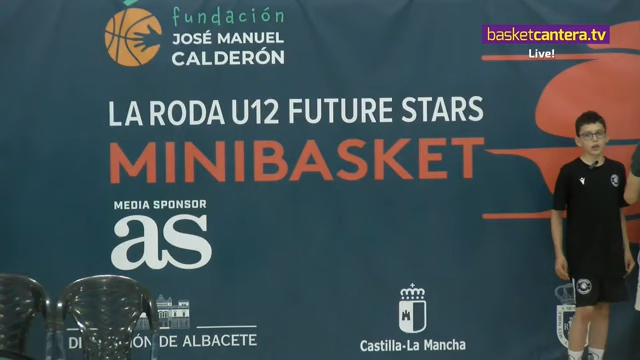 fundación
JOSÉ MANUEL
CALDERÓN
basketcantera.tv
Live!
LA RODA U12 FUTURE STARS
MINIBASKET
MEDIA SPONSOR
as
DE ALBACETE
Castilla-La Mancha